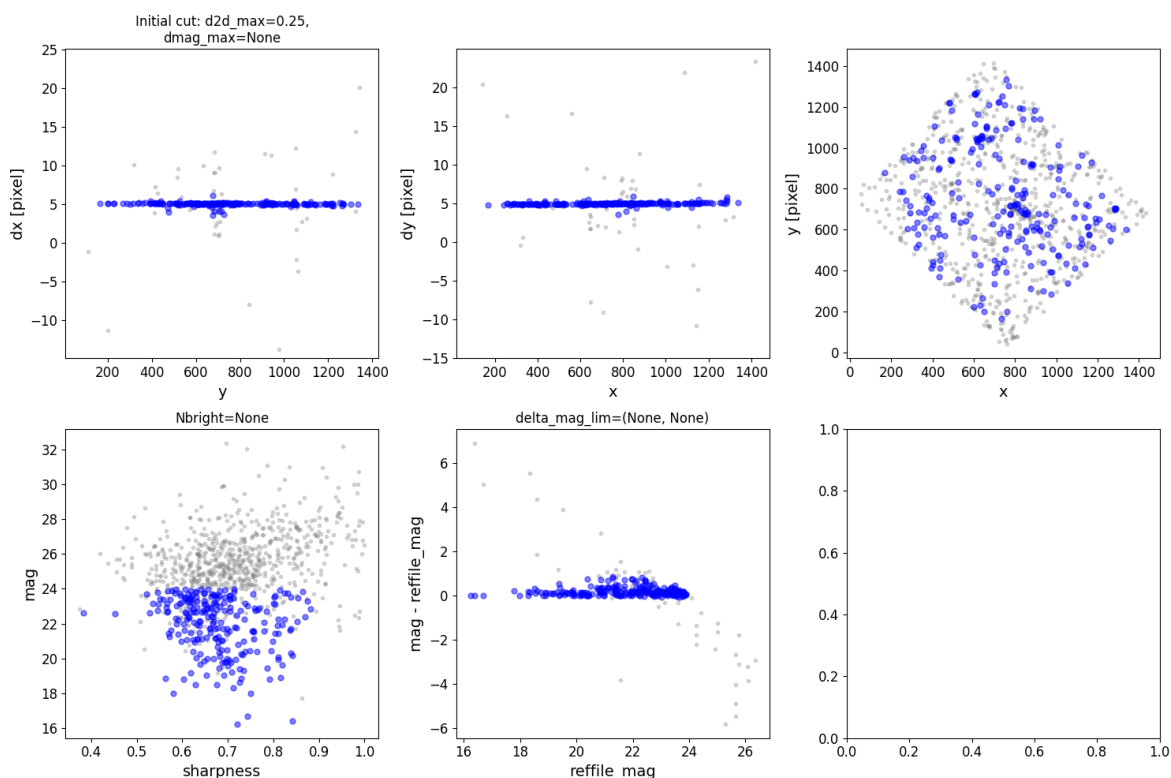 Initial cut: d2d_max=0.25,
dmag_max=None
25
20
15
10
5
0
−5
−10
dx [pixel]
200 400 600 800 1000 1200 1400
y
20
15
10
5
0
−5
−10
−15
dy [pixel]
200 400 600 800 1000 1200 1400
x
1400
1200
1000
800
600
400
200
0
y [pixel]
0 200 400 600 800 1000 1200 1400
x
Nbright=None
32
30
28
26
24
22
20
18
16
mag
0.4 0.5 0.6 0.7 0.8 0.9 1.0
sharpness
delta_mag_lim=(None, None)
6
4
2
0
−2
−4
−6
mag - reffile_mag
16 18 20 22 24 26
reffile_mag
1.0
0.8
0.6
0.4
0.2
0.0
0.0 0.2 0.4 0.6 0.8 1.0